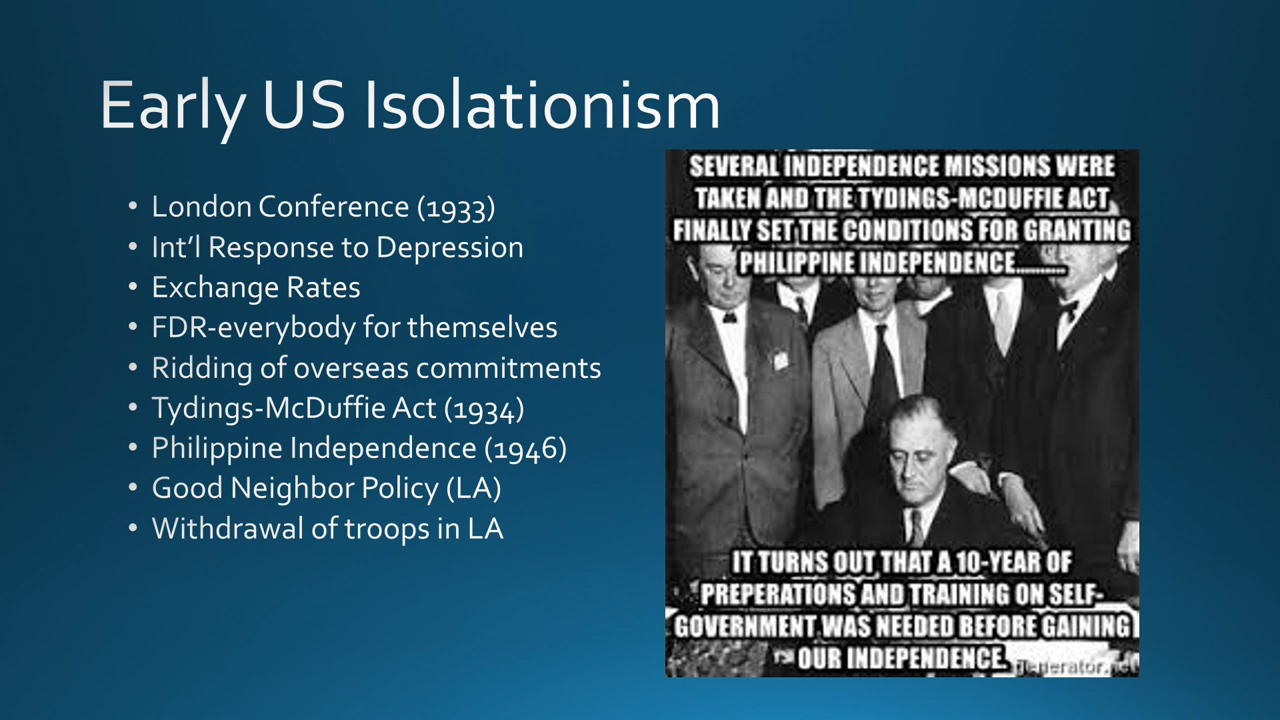 Early US Isolationism
• London Conference (1933)
• Int'l Response to Depression
• Exchange Rates
• FDR-everybody for themselves
• Ridding of overseas commitments
• Tydings-McDuffie Act (1934)
• Philippine Independence (1946)
• Good Neighbor Policy (LA)
• Withdrawal of troops in LA
SEVERAL INDEPENDENCE MISSIONS WERE
TAKEN AND THE TYDINGS-MCDUFFIE ACT
FINALLY SET THE CONDITIONS FOR GRANTING
PHILIPPINE INDEPENDENCE..........
IT TURNS OUT THAT A 10-YEAR OF
PREPERATIONS AND TRAINING ON SELF-
GOVERNMENT WAS NEEDED BEFORE GAINING
OUR INDEPENDENCE.
generator.net